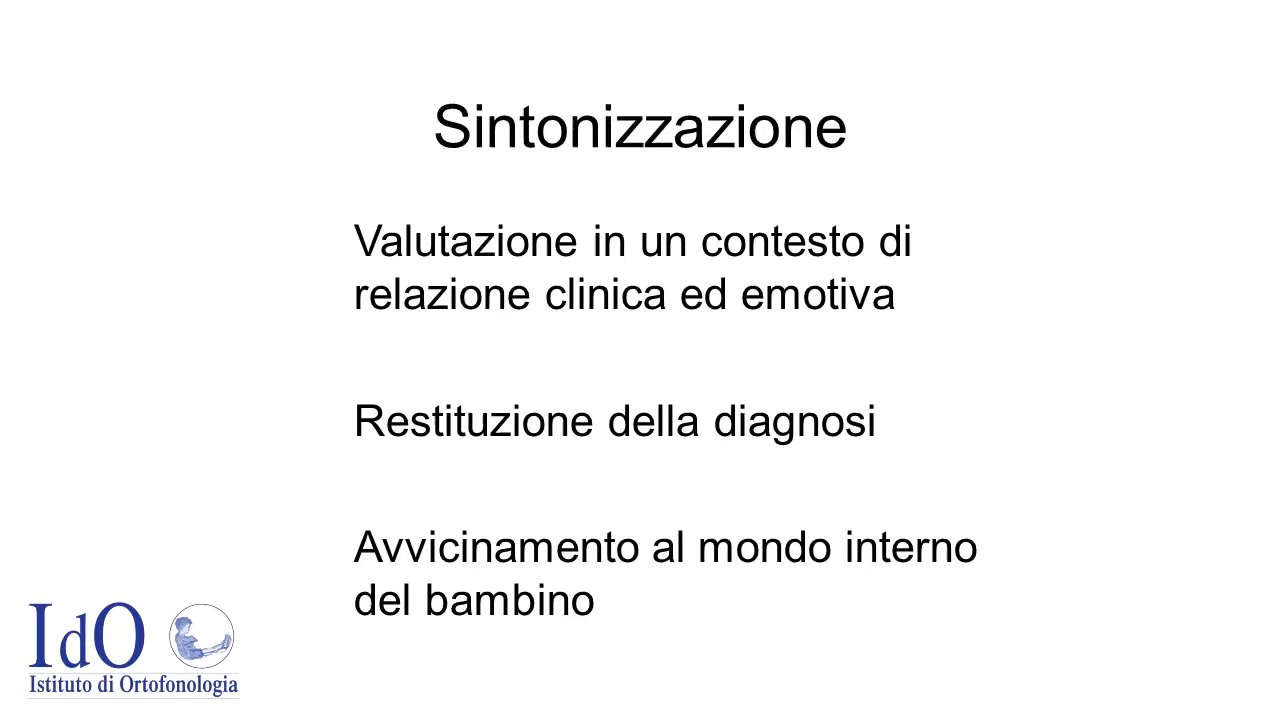 Sintonizzazione
Valutazione in un contesto di
relazione clinica ed emotiva
Restituzione della diagnosi
Avvicinamento al mondo interno
del bambino
IdO
Istituto di Ortofonologia